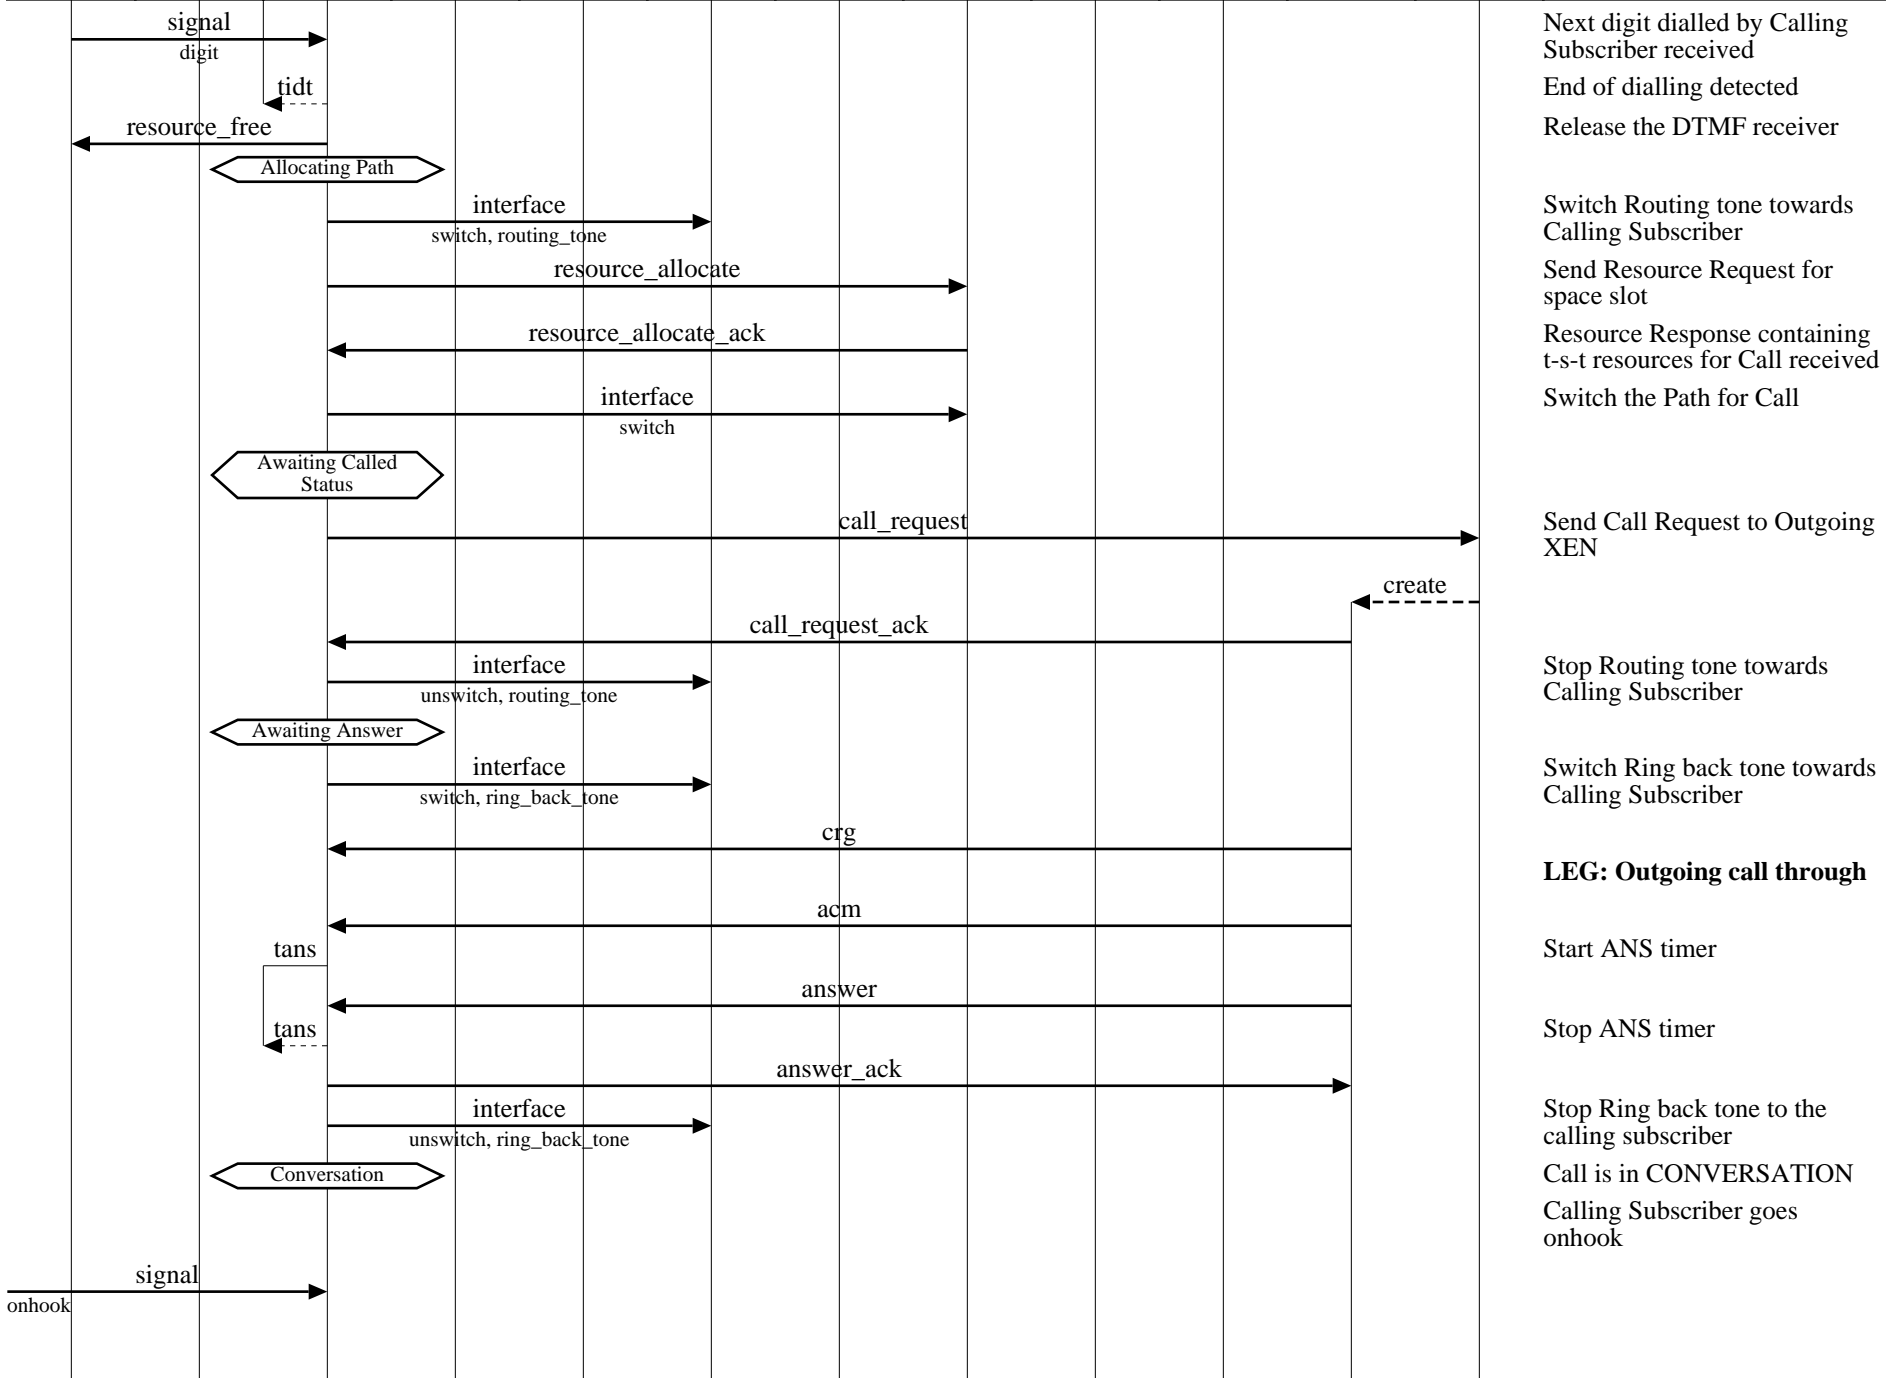 signal
digit
Next digit dialled by Calling
Subscriber received
tidt
End of dialling detected
resource_free
Release the DTMF receiver
Allocating Path
interface
switch, routing_tone
Switch Routing tone towards
Calling Subscriber
resource_allocate
Send Resource Request for
space slot
resource_allocate_ack
Resource Response containing
t-s-t resources for Call received
interface
switch
Switch the Path for Call
Awaiting Called
Status
call_request
Send Call Request to Outgoing
XEN
create
call_request_ack
interface
unswitch, routing_tone
Stop Routing tone towards
Calling Subscriber
Awaiting Answer
interface
switch, ring_back_tone
Switch Ring back tone towards
Calling Subscriber
crg
LEG: Outgoing call through
acm
tans
Start ANS timer
answer
tans
Stop ANS timer
answer_ack
interface
unswitch, ring_back_tone
Stop Ring back tone to the
calling subscriber
Conversation
Call is in CONVERSATION
Calling Subscriber goes
onhook
signal
onhook